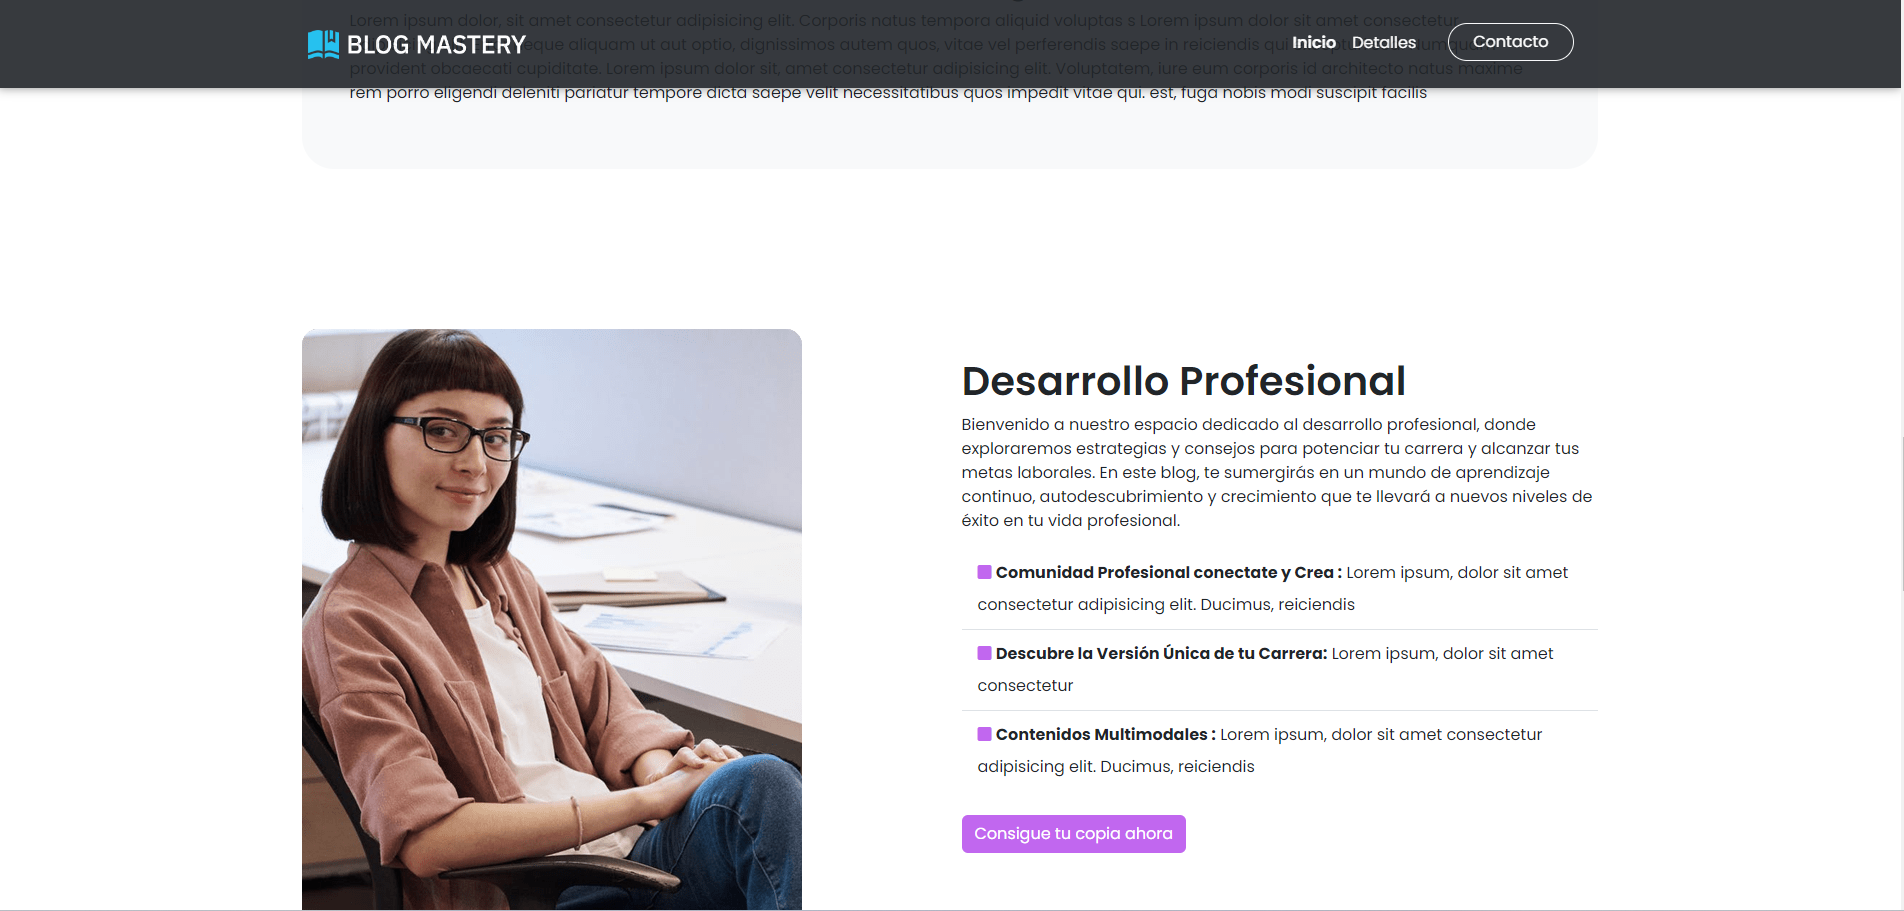 Lorem ipsum dolor, sit amet consectetur adipisicing elit. Corporis natus tempora aliquid voluptas s Lorem ipsum dolor sit amet consectetur
BLOG MASTERY
eque aliquam ut aut optio, dignissimos autem quos, vitae vel perferendis saepe in reiciendis qui
Inicio Detalles Contacto
provident obcaecati cupiditate. Lorem ipsum dolor sit, amet consectetur adipisicing elit. Voluptatem, iure eum corporis id architecto natus maxime
rem porro eligendi deleniti pariatur tempore dicta saepe velit necessitatibus quos impedit vitae qui. est, fuga nobis modi suscipit facilis
Desarrollo Profesional
Bienvenido a nuestro espacio dedicado al desarrollo profesional, donde
exploraremos estrategias y consejos para potenciar tu carrera y alcanzar tus
metas laborales. En este blog, te sumergirás en un mundo de aprendizaje
continuo, autodescubrimiento y crecimiento que te llevará a nuevos niveles de
éxito en tu vida profesional.
Comunidad Profesional conectate y Crea : Lorem ipsum, dolor sit amet
consectetur adipisicing elit. Ducimus, reiciendis
Descubre la Versión Única de tu Carrera: Lorem ipsum, dolor sit amet
consectetur
Contenidos Multimodales : Lorem ipsum, dolor sit amet consectetur
adipisicing elit. Ducimus, reiciendis
Consigue tu copia ahora